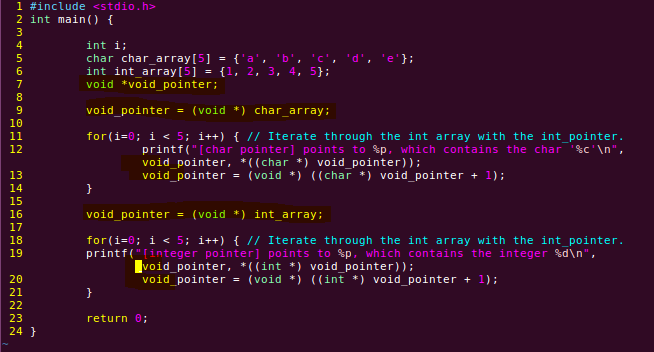 1 #include <stdio.h>
2 int main() {
3
4         int i;
5         char char_array[5] = {'a', 'b', 'c', 'd', 'e'};
6         int int_array[5] = {1, 2, 3, 4, 5};
7         void *void_pointer;
8
9         void_pointer = (void *) char_array;
10
11         for(i=0; i < 5; i++) { // Iterate through the int array with the int_pointer.
12                 printf("[char pointer] points to %p, which contains the char '%c'\n",
                void_pointer, *((char *) void_pointer));
13                 void_pointer = (void *) ((char *) void_pointer + 1);
14         }
15
16         void_pointer = (void *) int_array;
17
18         for(i=0; i < 5; i++) { // Iterate through the int array with the int_pointer.
19         printf("[integer pointer] points to %p, which contains the integer %d\n",
                void_pointer, *((int *) void_pointer));
20                 void_pointer = (void *) ((int *) void_pointer + 1);
21         }
22
23         return 0;
24 }
~